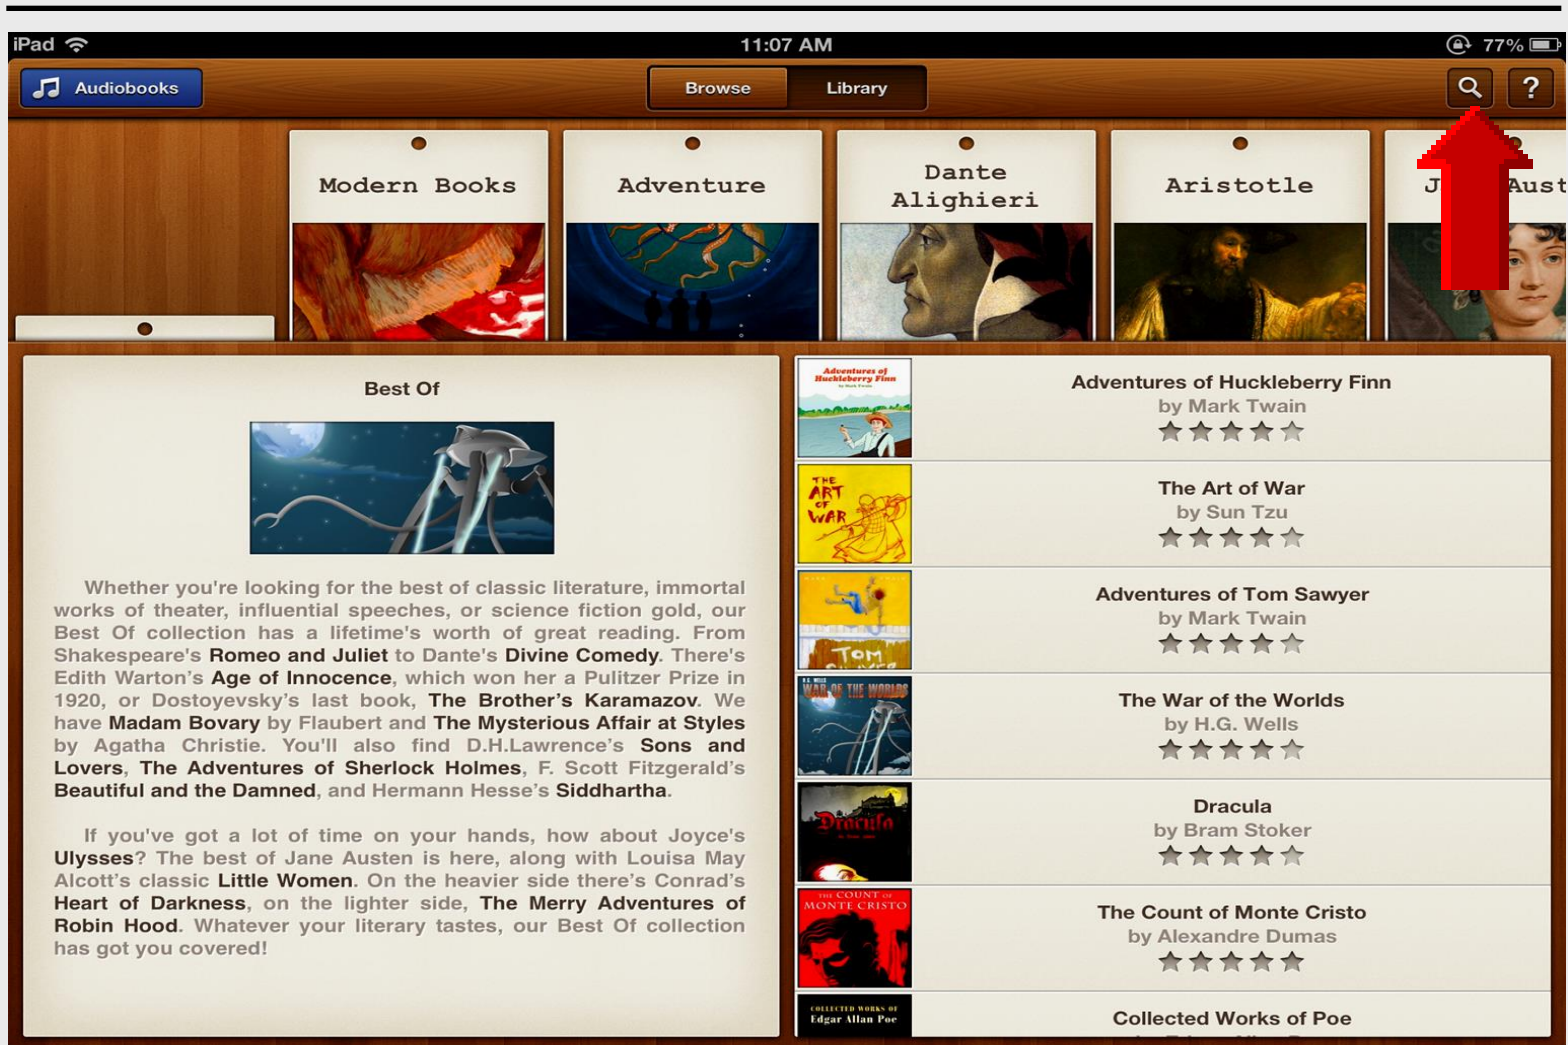 iPad 11:07 AM 77%
Audiobooks Browse Library ?
Modern Books
Adventure
Dante
Alighieri
Aristotle
Best Of
Whether you're looking for the best of classic literature, immortal
works of theater, influential speeches, or science fiction gold, our
Best Of collection has a lifetime's worth of great reading. From
Shakespeare's Romeo and Juliet to Dante's Divine Comedy. There's
Edith Warton's Age of Innocence, which won her a Pulitzer Prize in
1920, or Dostoyevsky's last book, The Brother's Karamazov. We
have Madam Bovary by Flaubert and The Mysterious Affair at Styles
by Agatha Christie. You'll also find D.H.Lawrence's Sons and
Lovers, The Adventures of Sherlock Holmes, F. Scott Fitzgerald's
Beautiful and the Damned, and Hermann Hesse's Siddhartha.
If you've got a lot of time on your hands, how about Joyce's
Ulysses? The best of Jane Austen is here, along with Louisa May
Alcott's classic Little Women. On the heavier side there's Conrad's
Heart of Darkness, on the lighter side, The Merry Adventures of
Robin Hood. Whatever your literary tastes, our Best Of collection
has got you covered!
Adventures of
Huckleberry Finn
by Mark Twain
Adventures of Huckleberry Finn
by Mark Twain
THE
ART
OF
WAR
The Art of War
by Sun Tzu
TOM
Adventures of Tom Sawyer
by Mark Twain
H.G. WELLS
WAR OF THE WORLDS
The War of the Worlds
by H.G. Wells
Dracula
Dracula
by Bram Stoker
THE COUNT OF
MONTE CRISTO
The Count of Monte Cristo
by Alexandre Dumas
COLLECTED WORKS OF
Edgar Allan Poe
Collected Works of Poe